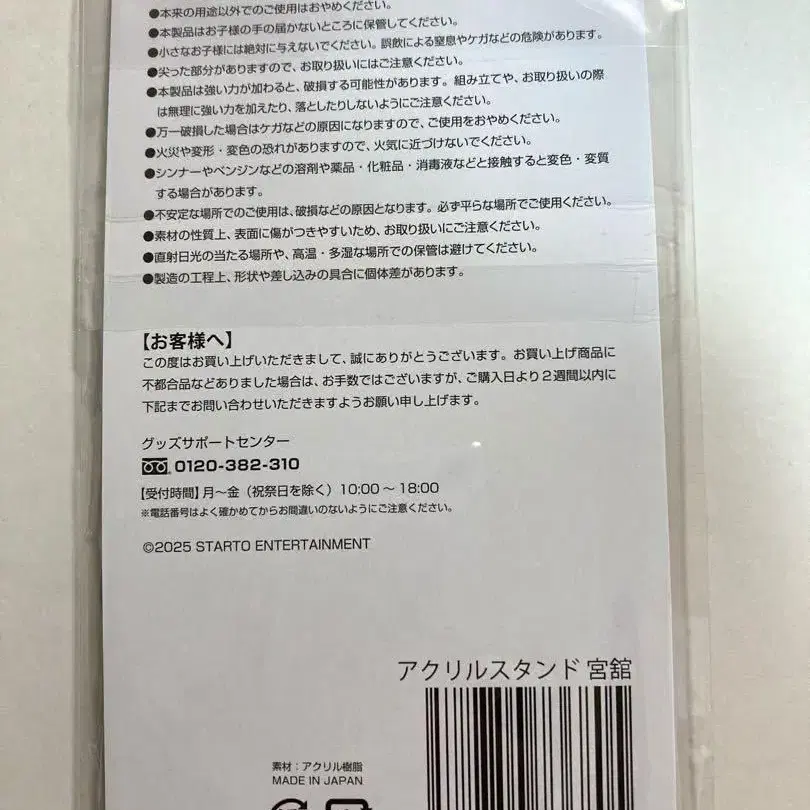 ●本来の用途以外でのご使用はおやめください。
●本製品はお子様の手の届かないところに保管してください。
●小さなお子様には絶対に与えないでください。誤飲による窒息やケガなどの危険があります。
●尖った部分がありますので、お取り扱いにはご注意ください。
●本製品は強い力が加わると、破損する可能性があります。組み立てや、お取り扱いの際
は無理に強い力を加えたり、落としたりしないようにご注意ください。
●万一破損した場合はケガなどの原因になりますので、ご使用をおやめください。
●火災や変形・変色の恐れがありますので、火気に近づけないでください。
●シンナーやベンジンなどの溶剤や薬品・化粧品・消毒液などと接触すると変色・変質
する場合があります。
●不安定な場所でのご使用は、破損などの原因となります。必ず平らな場所でご使用ください。
●素材の性質上、表面に傷がつきやすいため、お取り扱いにご注意ください。
●直射日光の当たる場所や、高温・多湿な場所での保管は避けてください。
●製造の工程上、形状や差し込みの具合に個体差があります。
【お客様へ】
この度はお買い上げいただきまして、誠にありがとうございます。お買い上げ商品に
不都合品などありました場合は、お手数ではございますが、ご購入日より2週間以内に
下記までお問い合わせいただきますようお願い申し上げます。
グッズサポートセンター
0120-382-310
【受付時間】月～金（祝祭日を除く）10:00～18:00
※電話番号はよく確かめてからお間違いのないようにご注意ください。
©2025 STARTO ENTERTAINMENT
アクリルスタンド 宮舘
素材：アクリル樹脂
MADE IN JAPAN